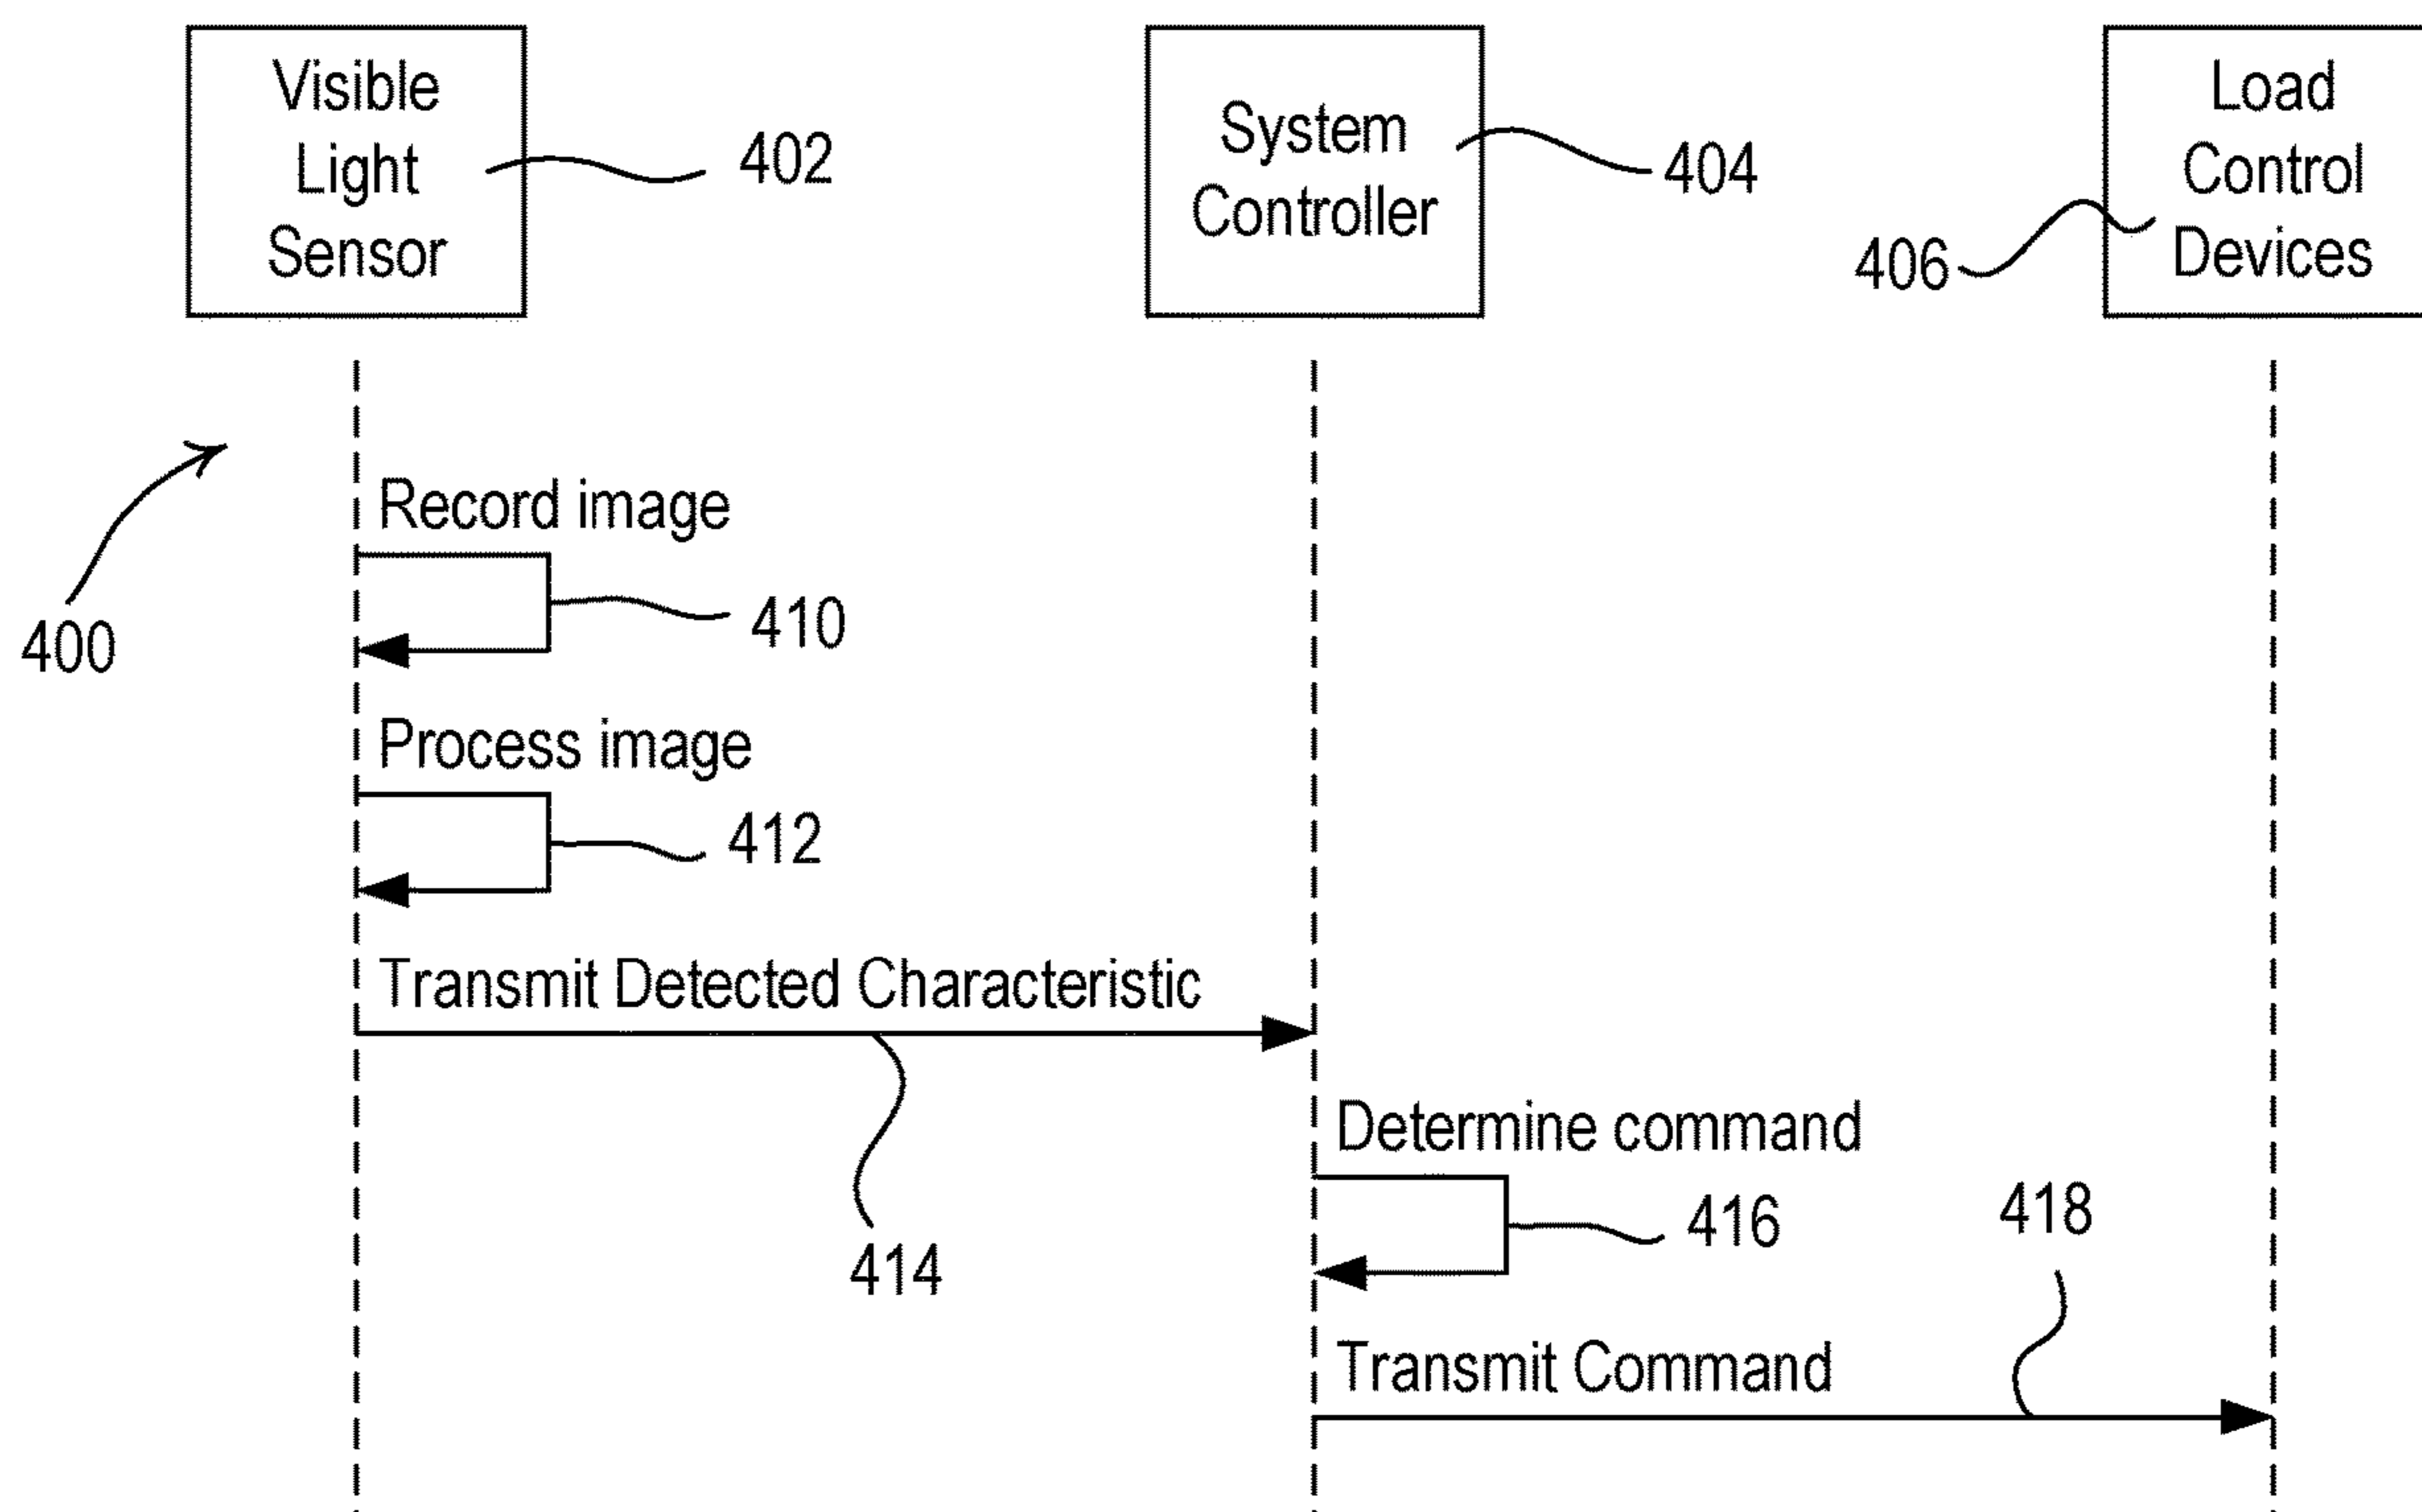 Visible
Light
Sensor
402
System
Controller
404
Load
Control
Devices
406
400
Record image
410
Process image
412
Transmit Detected Characteristic
414
Determine command
416
418
Transmit Command